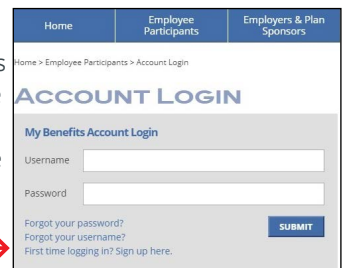 Home
Employee Participants
Employers & Plan Sponsors
Home > Employee Participants > Account Login
ACCOUNT LOGIN
My Benefits Account Login
Username
Password
Forgot your password?
SUBMIT
Forgot your username?
First time logging in? Sign up here.